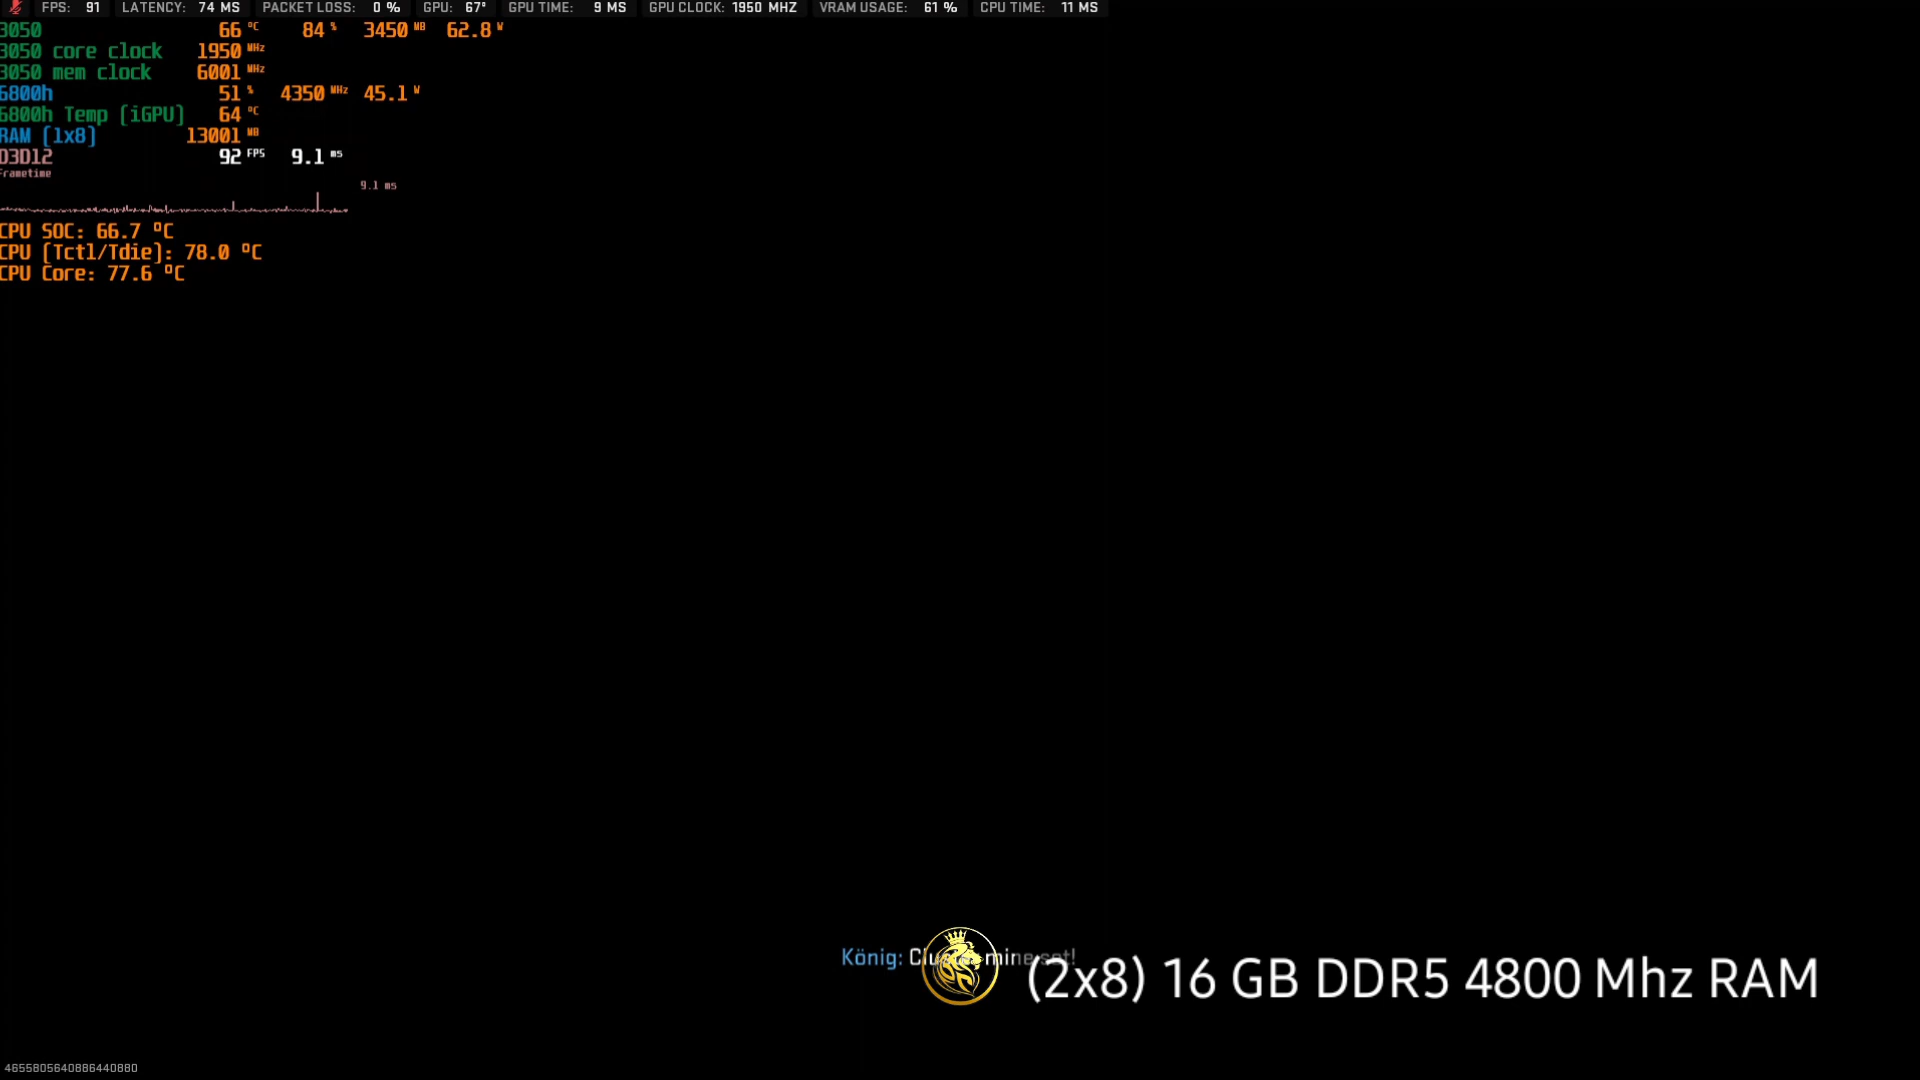 FPS: 91 LATENCY: 74 MS PACKET LOSS: 0 % GPU: 67° GPU TIME: 9 MS GPU CLOCK: 1950 MHZ VRAM USAGE: 61 % CPU TIME: 11 MS
3050 66 °C 84 % 3450 MB 62.8 W
3050 core clock 1950 MHz
3050 mem clock 6001 MHz
6800h 51 % 4350 MHz 45.1 W
6800h Temp [iGPU] 64 °C
RAM [1x8] 13001 MB
D3D12 92 FPS 9.1 ms
Frametime
9.1 ms
CPU SOC: 66.7 °C
CPU [Tctl/Tdie]: 78.0 °C
CPU Core: 77.6 °C
König: mine set!
(2x8) 16 GB DDR5 4800 Mhz RAM
4655805640886440880